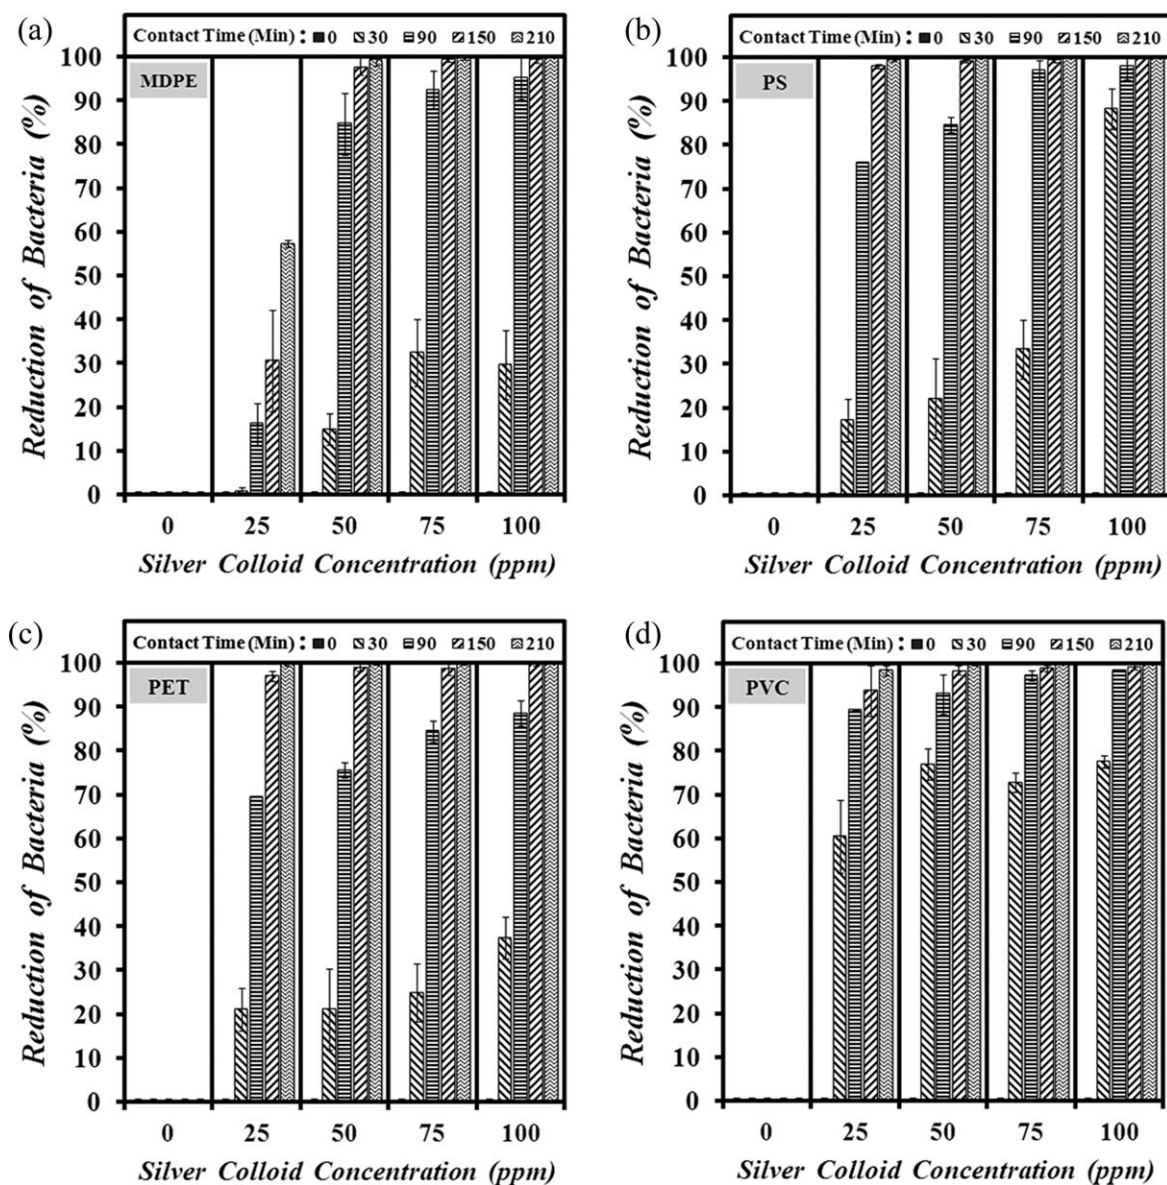 (a)
Contact Time (Min) : 0 30 90 150 210
MDPE
Reduction of Bacteria (%)
100
90
80
70
60
50
40
30
20
10
0
0 25 50 75 100
Silver Colloid Concentration (ppm)
(b)
Contact Time (Min) : 0 30 90 150 210
PS
Reduction of Bacteria (%)
100
90
80
70
60
50
40
30
20
10
0
0 25 50 75 100
Silver Colloid Concentration (ppm)
(c)
Contact Time (Min) : 0 30 90 150 210
PET
Reduction of Bacteria (%)
100
90
80
70
60
50
40
30
20
10
0
0 25 50 75 100
Silver Colloid Concentration (ppm)
(d)
Contact Time (Min) : 0 30 90 150 210
PVC
Reduction of Bacteria (%)
100
90
80
70
60
50
40
30
20
10
0
0 25 50 75 100
Silver Colloid Concentration (ppm)